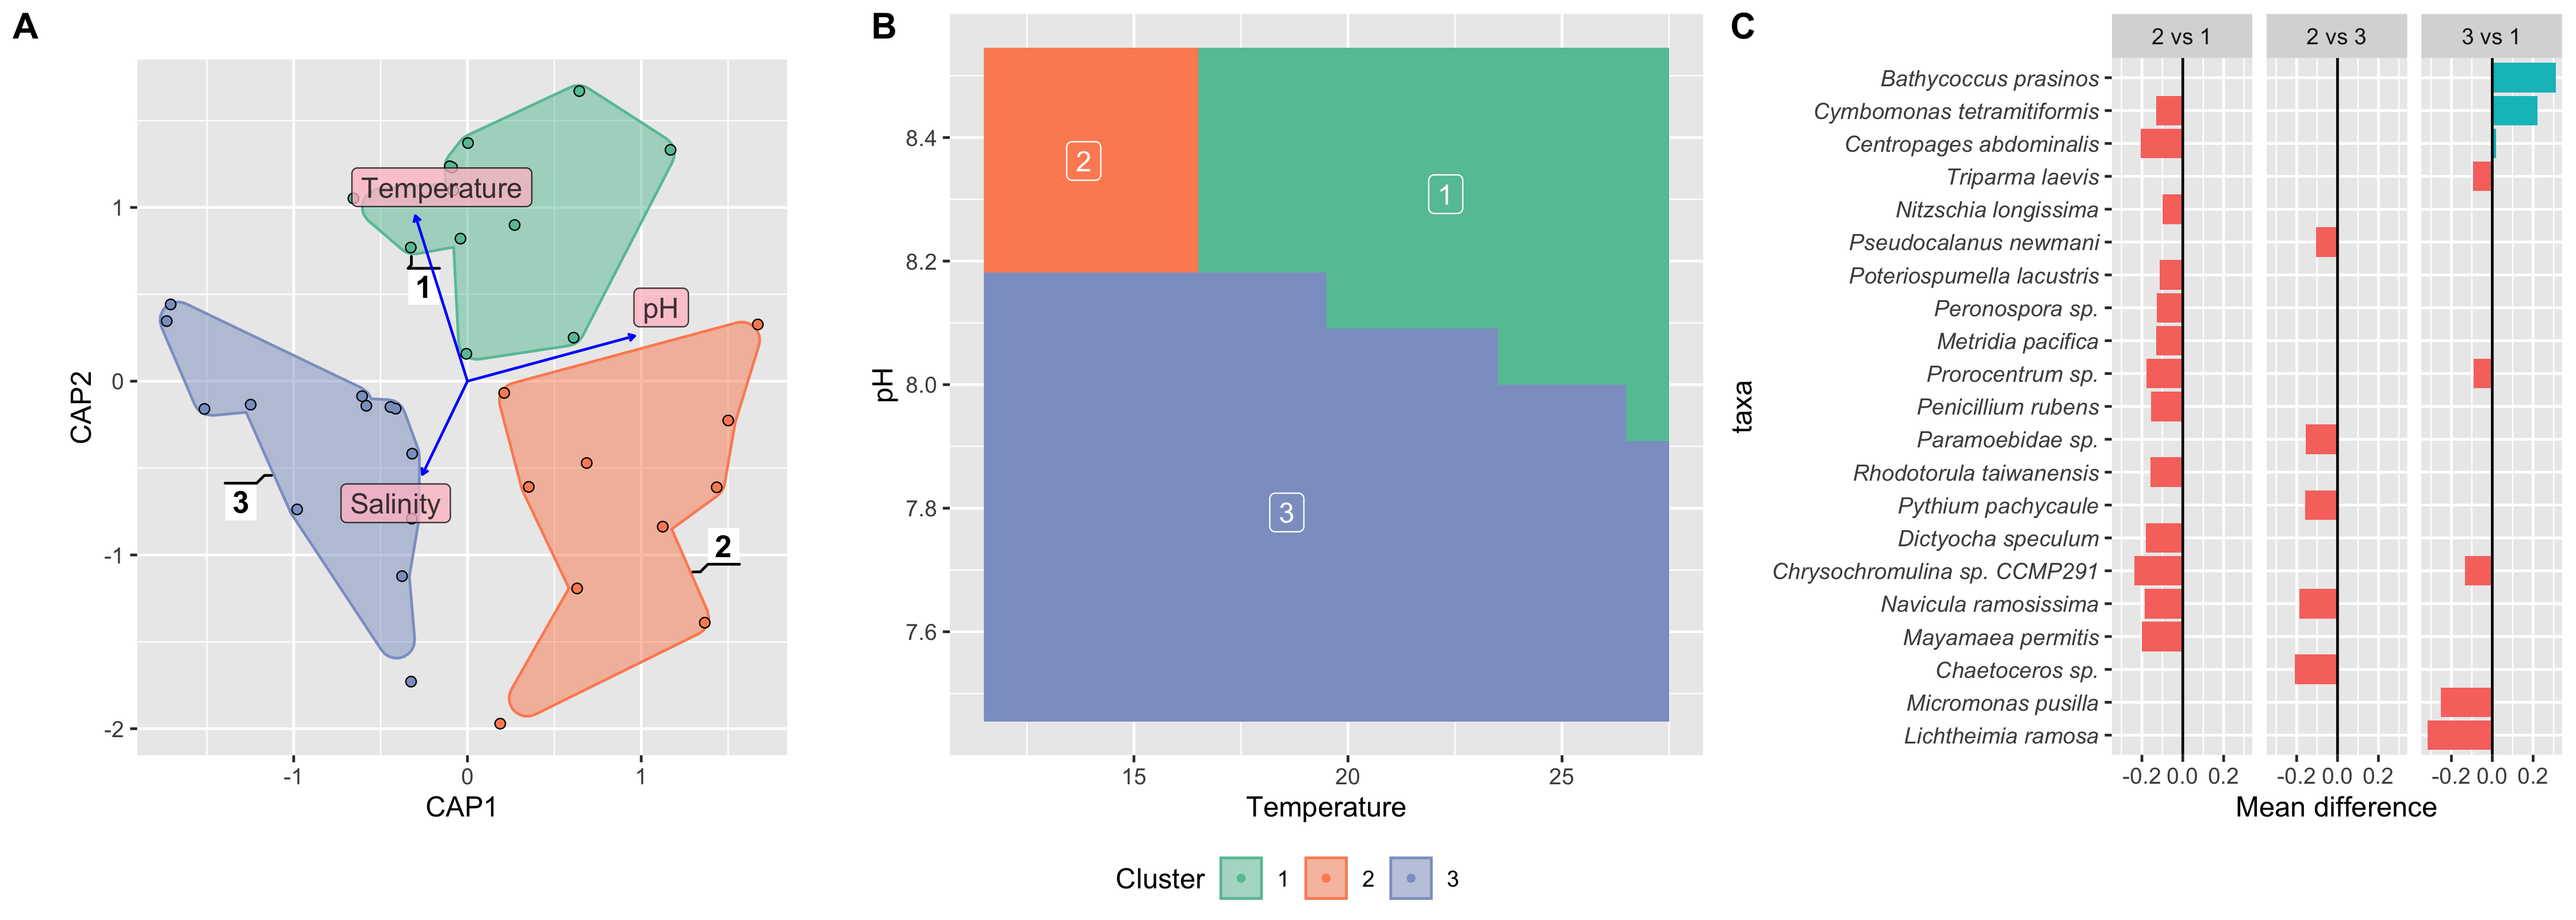 A
CAP2
1
0
-1
-2
-1
0
1
CAP1
Temperature
pH
Salinity
1
2
3
B
pH
8.4
8.2
8.0
7.8
7.6
15
20
25
Temperature
2
1
3
C
taxa
2 vs 1
2 vs 3
3 vs 1
Bathycoccus prasinos
Cymbomonas tetramitiformis
Centropages abdominalis
Triparma laevis
Nitzschia longissima
Pseudocalanus newmani
Poteriospumella lacustris
Peronospora sp.
Metridia pacifica
Prorocentrum sp.
Penicillium rubens
Paramoebidae sp.
Rhodotorula taiwanensis
Pythium pachycaule
Dictyocha speculum
Chrysochromulina sp. CCMP291
Navicula ramosissima
Mayamaea permitis
Chaetoceros sp.
Micromonas pusilla
Lichtheimia ramosa
-0.2 0.0 0.2
-0.2 0.0 0.2
-0.2 0.0 0.2
Mean difference
Cluster 1 2 3